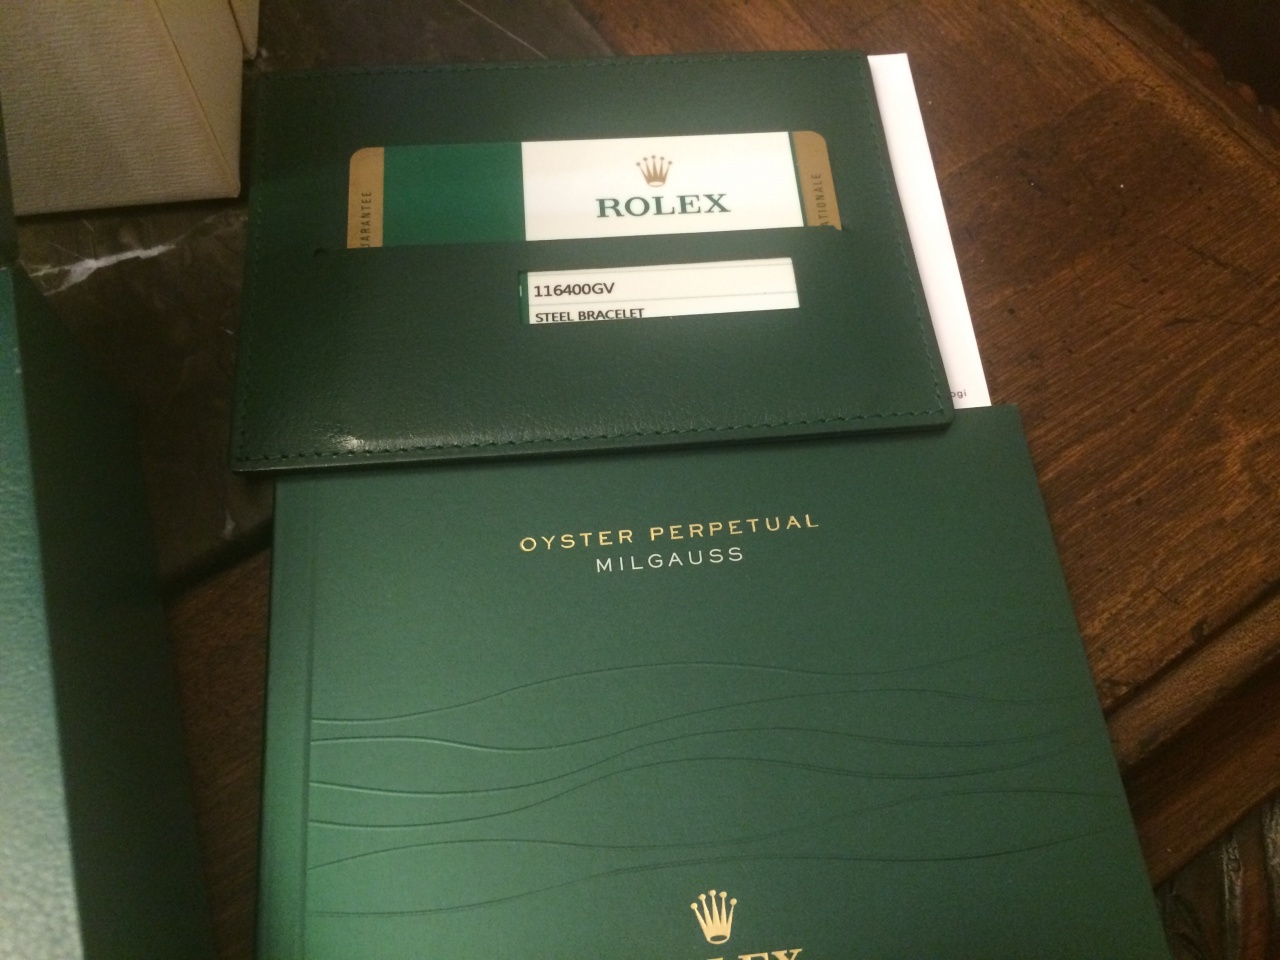 ROLEX
116400GV
STEEL BRACELET
OYSTER PERPETUAL
MILGAUSS